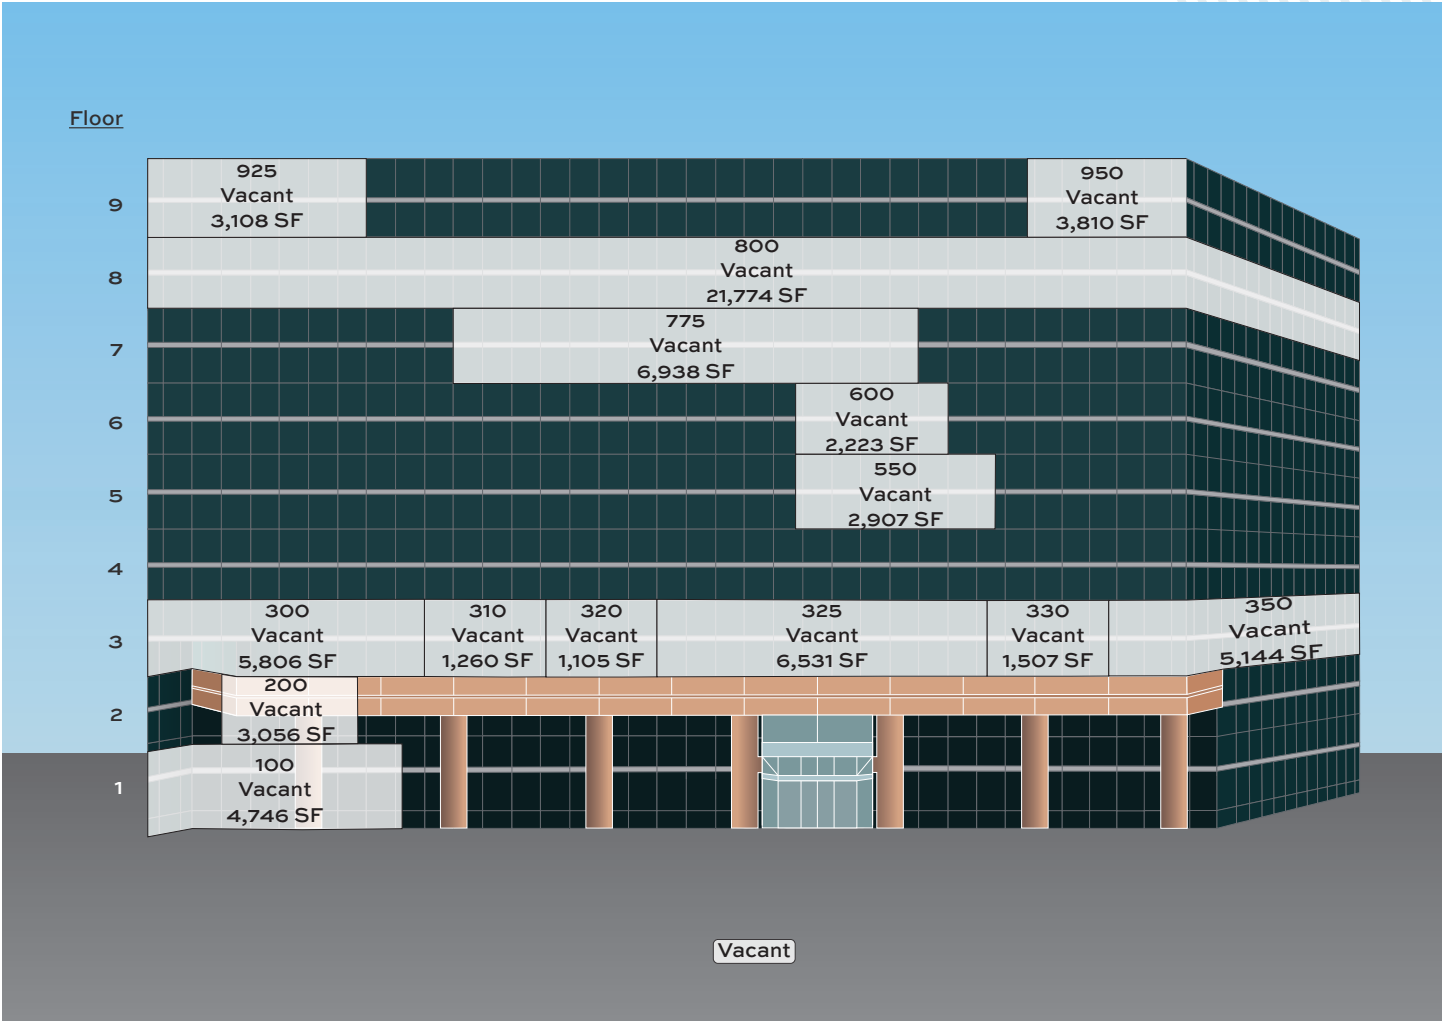 Floor
9
925
Vacant
3,108 SF
950
Vacant
3,810 SF
8
800
Vacant
21,774 SF
7
775
Vacant
6,938 SF
6
600
Vacant
2,223 SF
5
550
Vacant
2,907 SF
4
3
300
Vacant
5,806 SF
310
Vacant
1,260 SF
320
Vacant
1,105 SF
325
Vacant
6,531 SF
330
Vacant
1,507 SF
350
Vacant
5,144 SF
2
200
Vacant
3,056 SF
1
100
Vacant
4,746 SF
Vacant